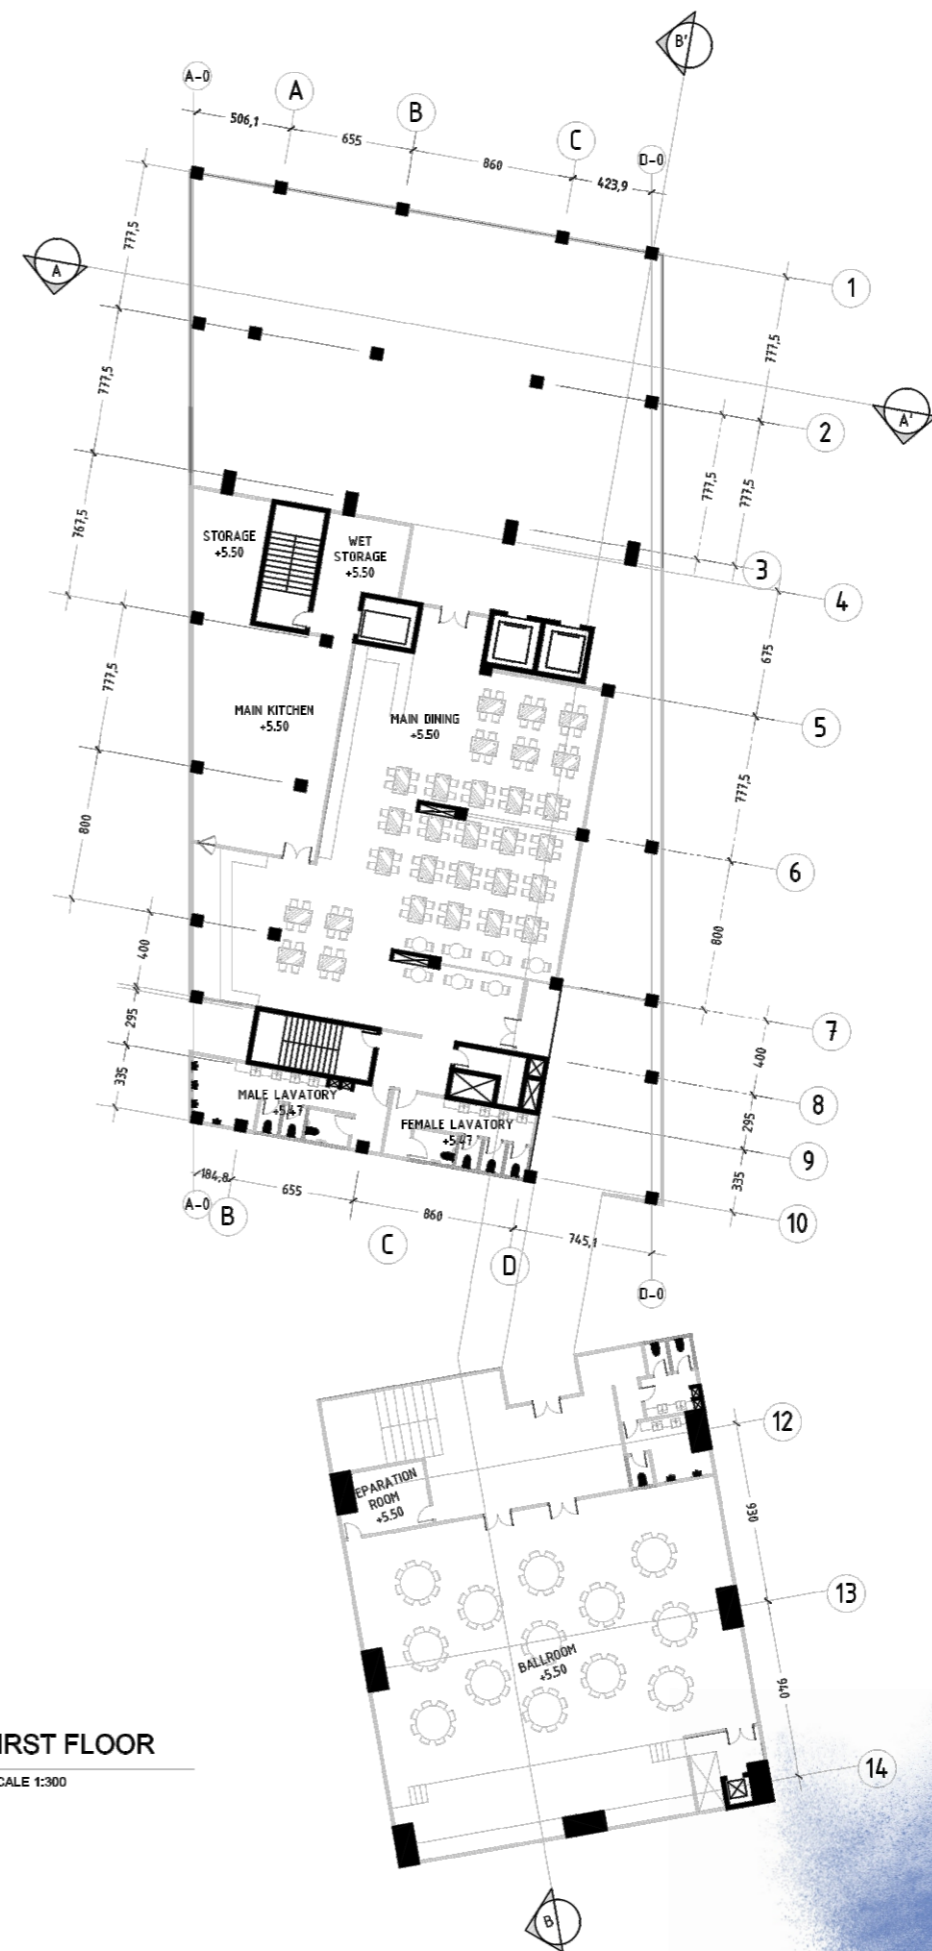 B'
A-0
A
B
C
D-0
506,1
655
860
423,9
777,5
A
1
777,5
777,5
A'
2
777,5
777,5
767,5
STORAGE
+5.50
WET
STORAGE
+5.50
3
4
675
777,5
MAIN KITCHEN
+5.50
MAIN DINING
+5.50
5
777,5
800
6
800
400
7
295
400
335
MALE LAVATORY
+5.47
FEMALE LAVATORY
+5.47
8
295
9
335
184,8
655
860
745,1
10
A-0
B
C
D
D-0
12
EPARATION
ROOM
+5.50
930
13
BALLROOM
+5.50
940
IRST FLOOR
CALE 1:300
14
B